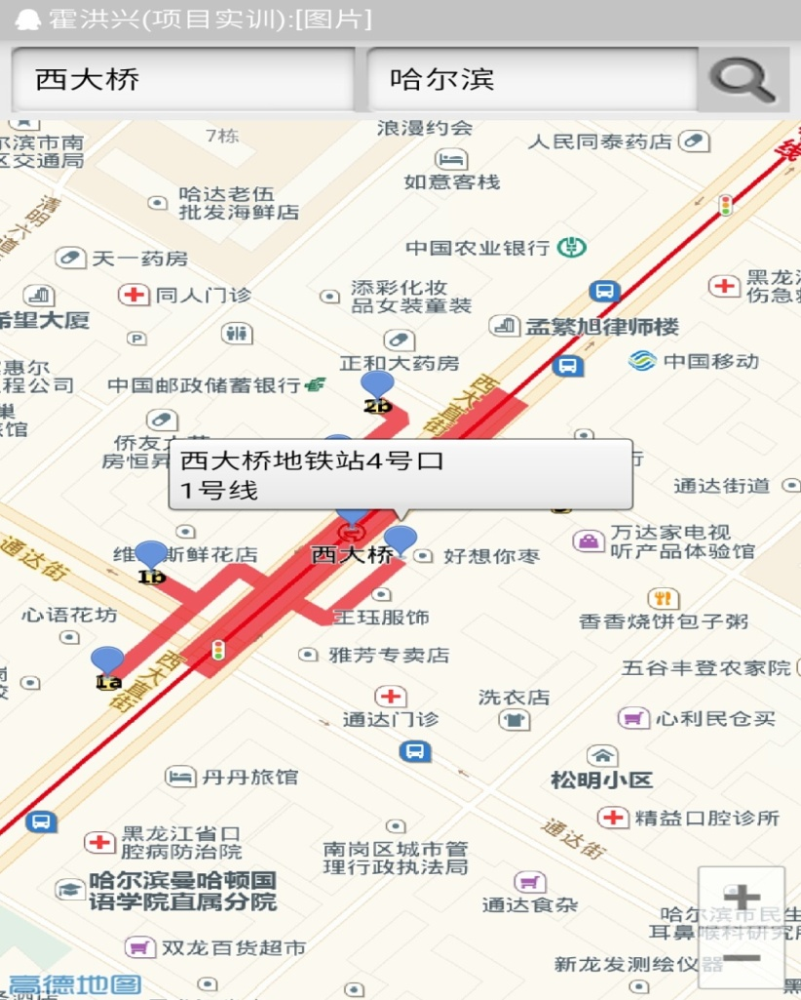 霍洪兴(项目实训):[图片]
西大桥
哈尔滨
浪漫约会
7栋
尔滨市南
区交通局
人民同泰药店
线
如意客栈
哈达老伍
批发海鲜店
清明六道
中国农业银行
天一药房
同人门诊
添彩化妆
品女装童装
黑龙江
伤急救
希望大厦
P
孟繁旭律师楼
正和大药房
中国移动
惠尔
程公司
中国邮政储蓄银行
2b
西大直街
巢
旅馆
侨友大药
房恒昇
西大桥地铁站4号口
1号线
行
通达街道
万达家电视
听产品体验馆
通达街
斯鲜花店
西大桥
好想你枣
1b
心语花坊
王珏服饰
香香烧饼包子粥
雅芳专卖店
五谷丰登农家院
1a
西大直街
洗衣店
通达门诊
心利民仓买
丹丹旅馆
松明小区
精益口腔诊所
黑龙江省口
腔病防治院
南岗区城市管
理行政执法局
通达街
哈尔滨曼哈顿国
语学院直属分院
通达食杂
+
哈尔滨市民生
耳鼻喉科研究所
双龙百货超市
新龙发测绘仪器
高德地图